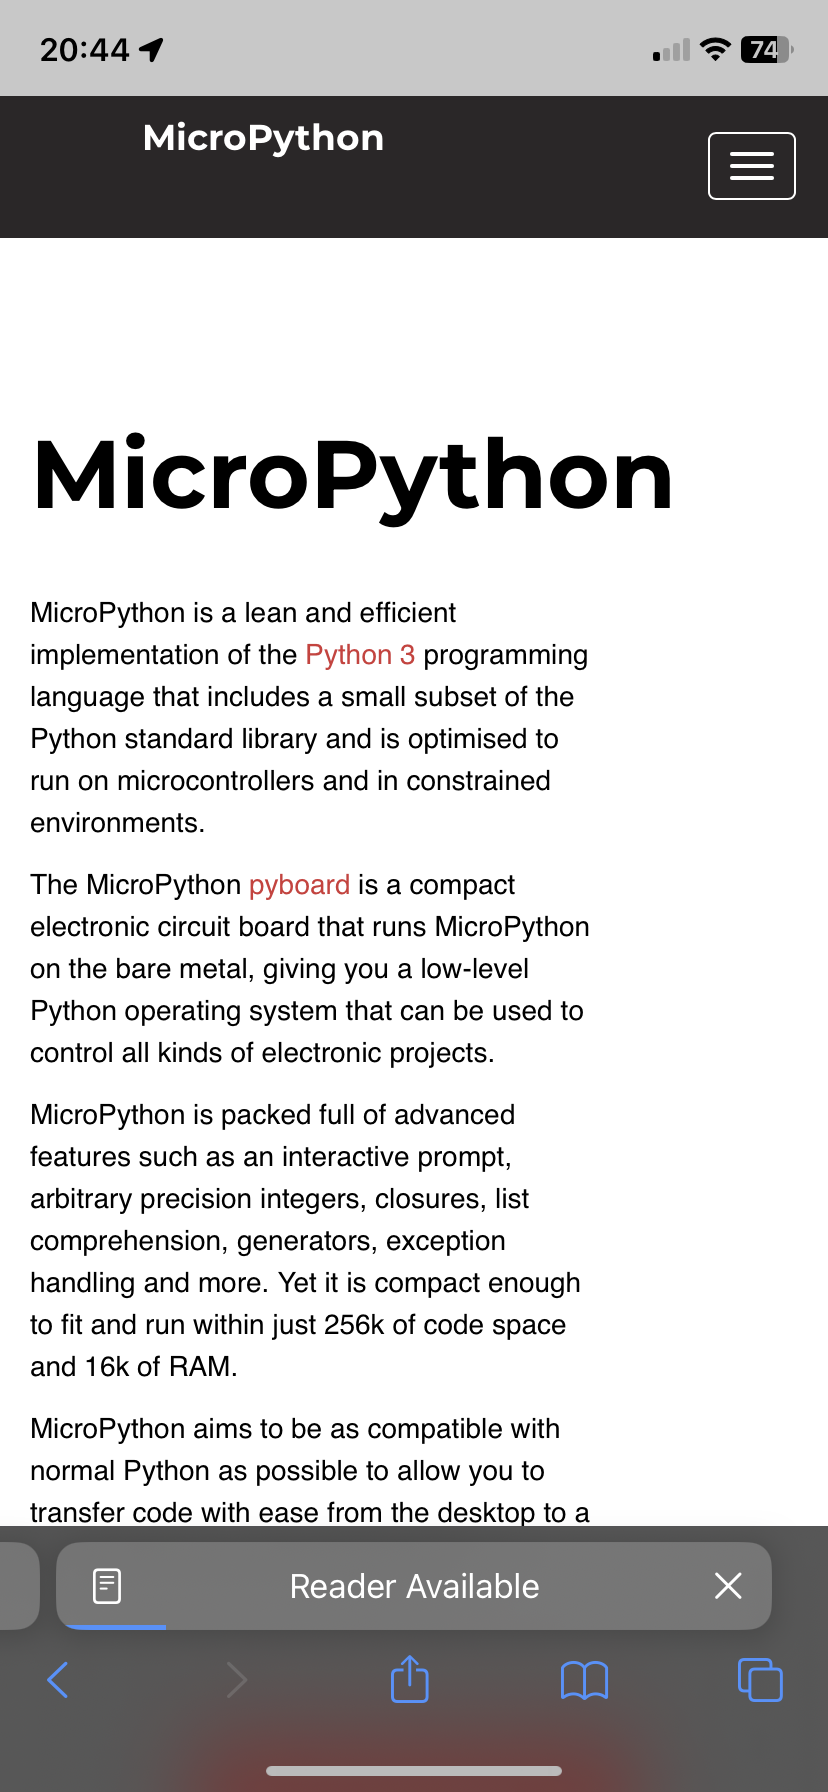 20:44
74
MicroPython
MicroPython
MicroPython is a lean and efficient
implementation of the Python 3 programming
language that includes a small subset of the
Python standard library and is optimised to
run on microcontrollers and in constrained
environments.
The MicroPython pyboard is a compact
electronic circuit board that runs MicroPython
on the bare metal, giving you a low-level
Python operating system that can be used to
control all kinds of electronic projects.
MicroPython is packed full of advanced
features such as an interactive prompt,
arbitrary precision integers, closures, list
comprehension, generators, exception
handling and more. Yet it is compact enough
to fit and run within just 256k of code space
and 16k of RAM.
MicroPython aims to be as compatible with
normal Python as possible to allow you to
transfer code with ease from the desktop to a
Reader Available